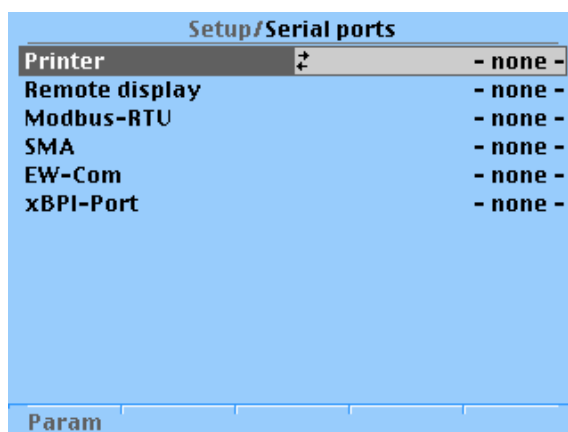 Setup/Serial ports
Printer - none -
Remote display - none -
Modbus-RTU - none -
SMA - none -
EW-Com - none -
xBPI-Port - none -
Param